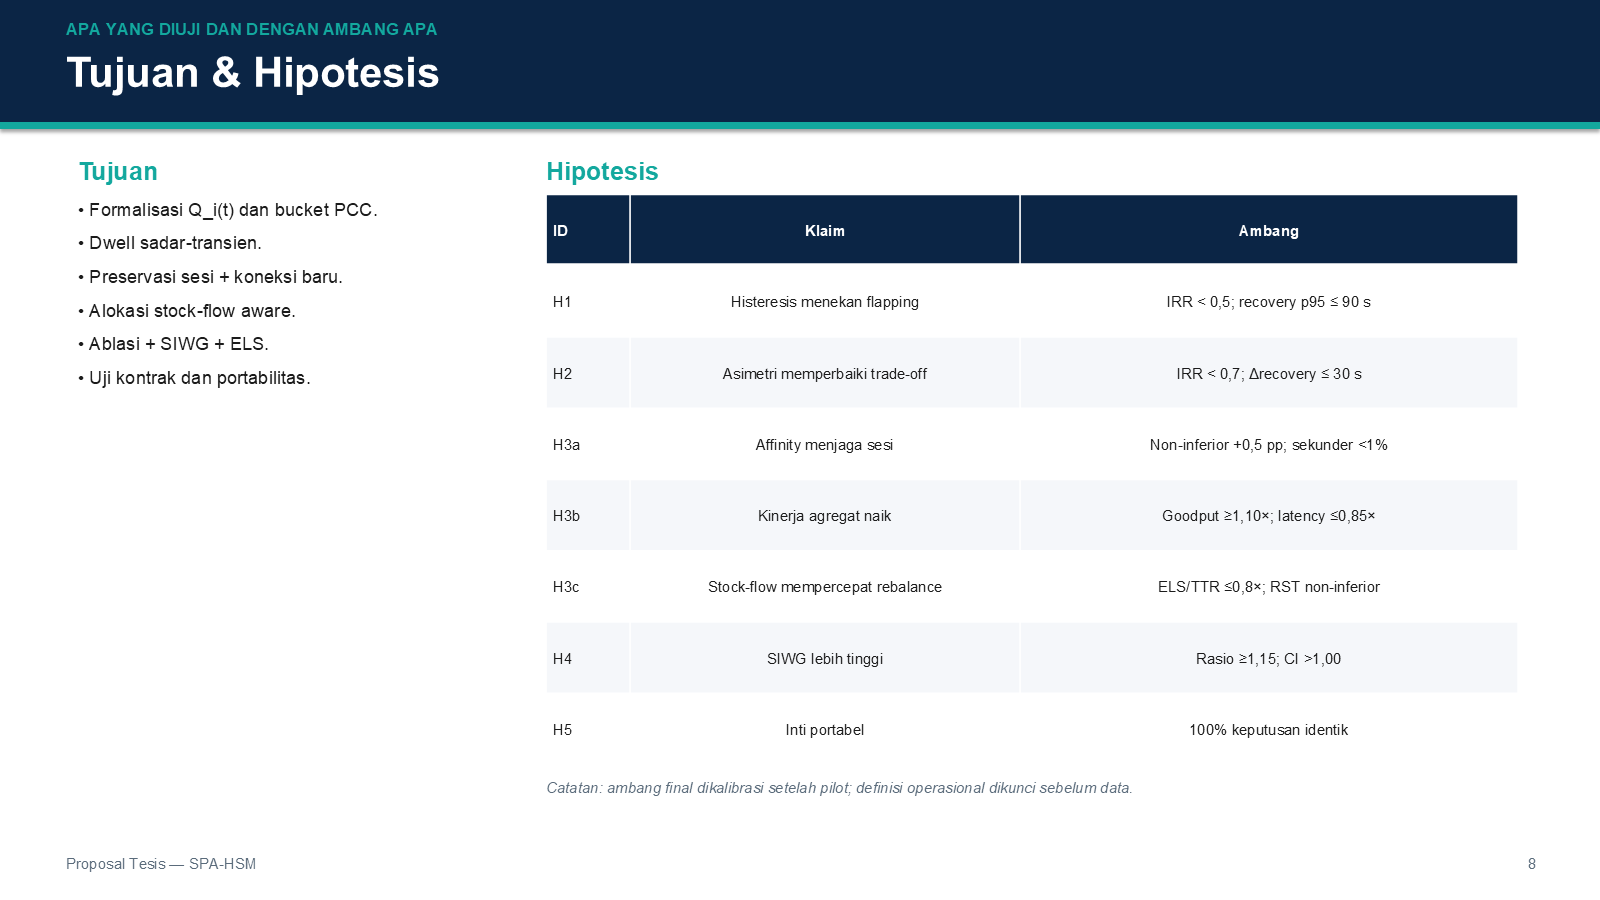 APA YANG DIUJI DAN DENGAN AMBANG APA
Tujuan & Hipotesis
Tujuan
• Formalisasi Q_i(t) dan bucket PCC.
• Dwell sadar-transien.
• Preservasi sesi + koneksi baru.
• Alokasi stock-flow aware.
• Ablasi + SIWG + ELS.
• Uji kontrak dan portabilitas.
Hipotesis
ID Klaim Ambang
H1 Histeresis menekan flapping IRR < 0,5; recovery p95 ≤ 90 s
H2 Asimetri memperbaiki trade-off IRR < 0,7; Δrecovery ≤ 30 s
H3a Affinity menjaga sesi Non-inferior +0,5 pp; sekunder <1%
H3b Kinerja agregat naik Goodput ≥1,10×; latency ≤0,85×
H3c Stock-flow mempercepat rebalance ELS/TTR ≤0,8×; RST non-inferior
H4 SIWG lebih tinggi Rasio ≥1,15; CI >1,00
H5 Inti portabel 100% keputusan identik
Catatan: ambang final dikalibrasi setelah pilot; definisi operasional dikunci sebelum data.
Proposal Tesis — SPA-HSM
8